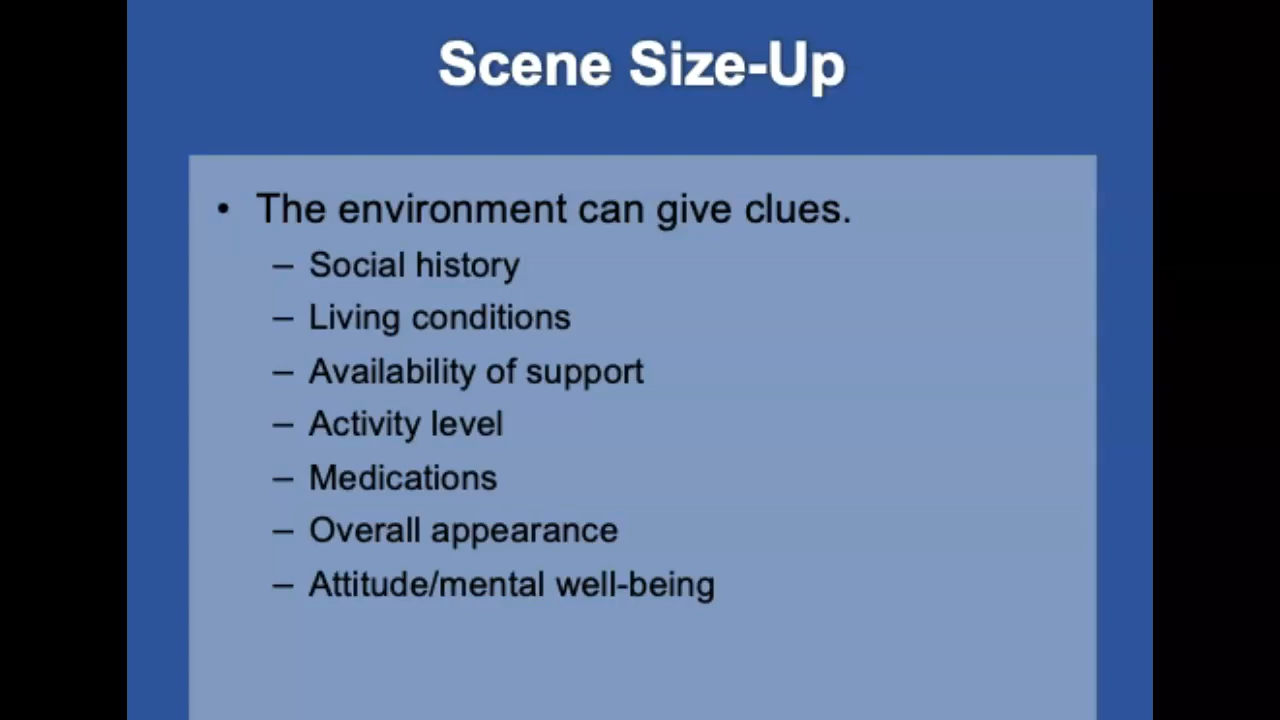 Scene Size-Up
• The environment can give clues.
– Social history
– Living conditions
– Availability of support
– Activity level
– Medications
– Overall appearance
– Attitude/mental well-being